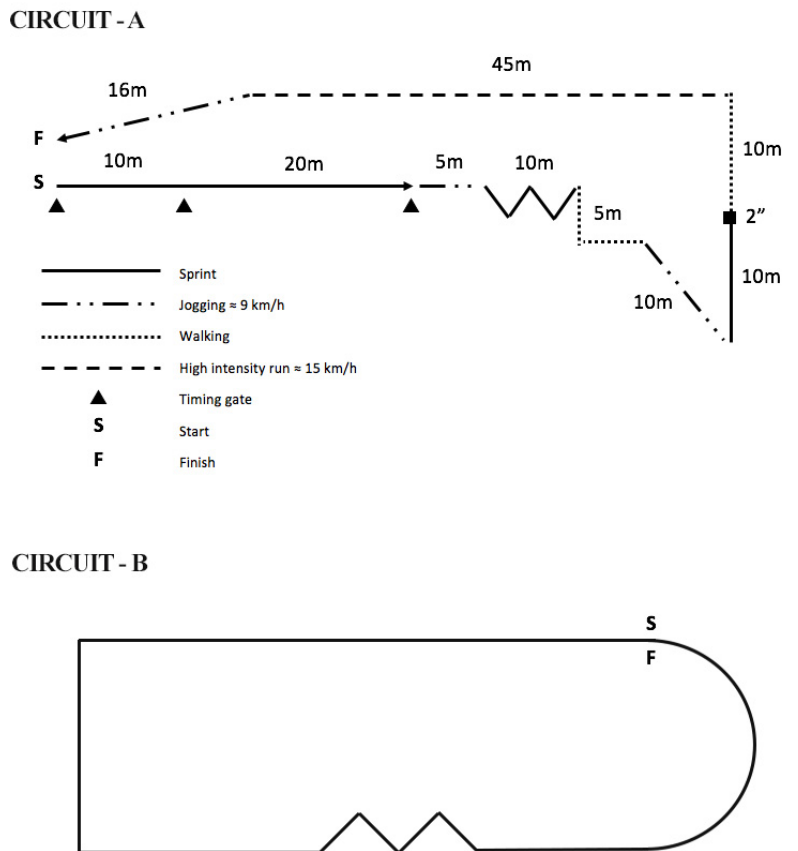 CIRCUIT - A
45m
16m
F
10m
10m
20m
5m
10m
S
5m
2”
10m
10m
Sprint
Jogging ≈ 9 km/h
Walking
High intensity run ≈ 15 km/h
Timing gate
S
Start
F
Finish
CIRCUIT - B
S
F